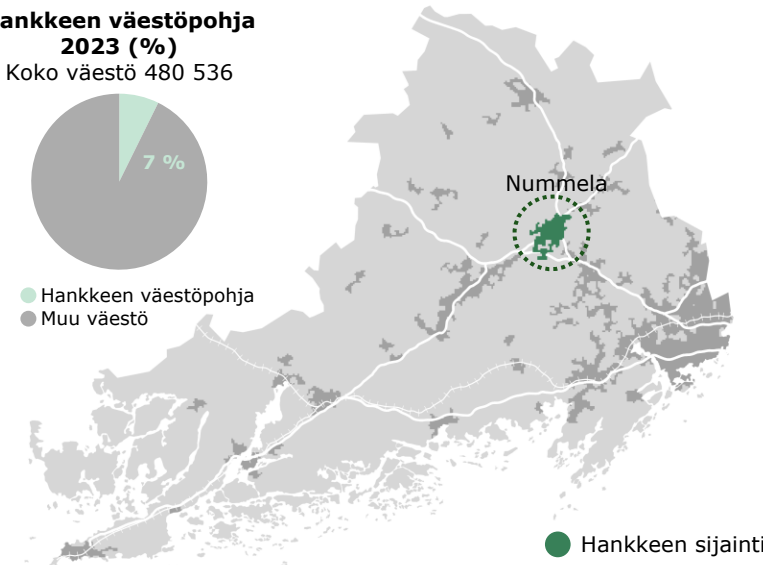 ankkeen väestöpohja
2023 (%)
Koko väestö 480 536
7 %
Hankkeen väestöpohja
Muu väestö
Nummela
Hankkeen sijainti